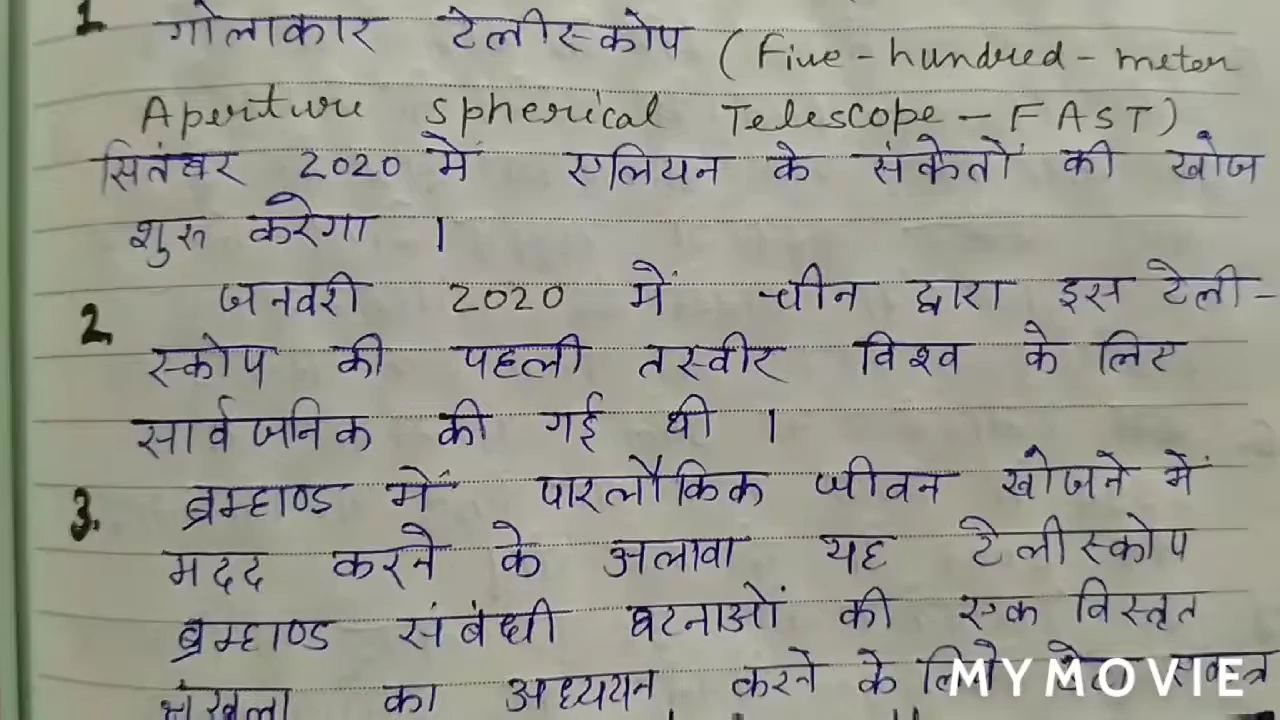 1 गोलाकार टेलीस्कोप (Five-hundred-meter
Aperture Spherical Telescope-FAST)
सितंबर 2020 में एलियन के संकेतों की खोज
शुरू करेगा ।
2. जनवरी 2020 में चीन द्वारा इस टेली-
स्कोप की पहली तस्वीर विश्व के लिए
सार्वजनिक की गई थी ।
3. ब्रम्हाण्ड में पारलौकिक जीवन खोजने में
मदद करने के अलावा यह टेलीस्कोप
ब्रम्हाण्ड संबंधी घटनाओं की एक विस्तृत
श्रृंखला का अध्ययन करने के लिये
MYMOVIE